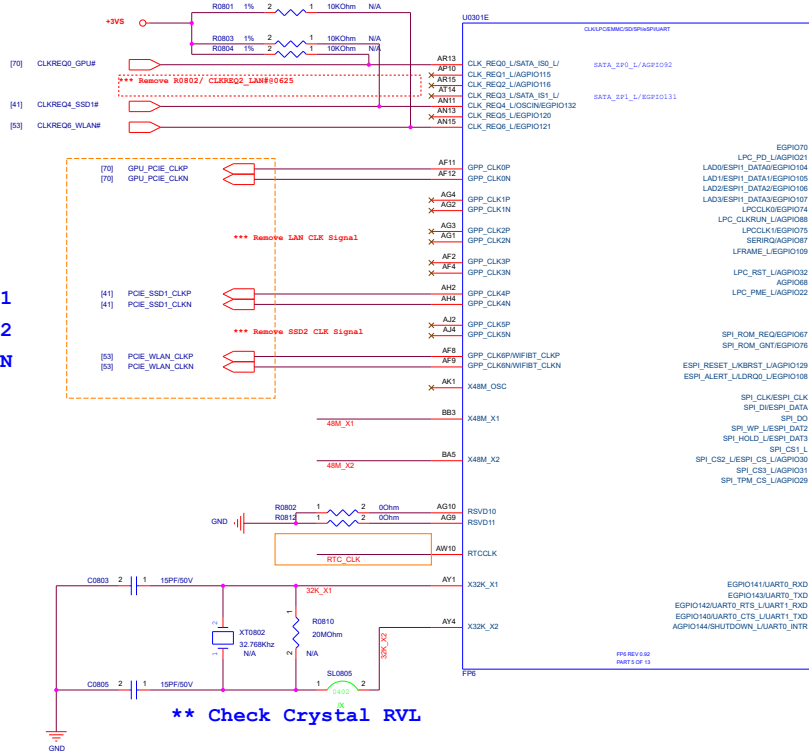 R0801 1% 2 1 10KOhm N/A
+3VS
R0803 1% 2 1 10KOhm N/A
R0804 1% 2 1 10KOhm N/A
U0301E
CLK/LPC/EMMC/SD/SPI/eSPI/UART
[70] CLKREQ0_GPU# AR13 CLK_REQ0_L/SATA_IS0_L/ SATA_ZP0_L/AGPIO92
AP10 CLK_REQ1_L/AGPIO115
*** Remove R0802/ CLKREQ2_LAN#@0625 AR15 CLK_REQ2_L/AGPIO116
AT14 CLK_REQ3_L/SATA_IS1_L/ SATA_ZP1_L/EGPIO131
[41] CLKREQ4_SSD1# AN11 CLK_REQ4_L/OSCIN/EGPIO132
AN13 CLK_REQ5_L/EGPIO120
[53] CLKREQ6_WLAN# AN15 CLK_REQ6_L/EGPIO121
EGPIO70
LPC_PD_L/AGPIO21
[70] GPU_PCIE_CLKP AF11 GPP_CLK0P LAD0/ESPI1_DATA0/EGPIO104
[70] GPU_PCIE_CLKN AF12 GPP_CLK0N LAD1/ESPI1_DATA1/EGPIO105
LAD2/ESPI1_DATA2/EGPIO106
AG4 GPP_CLK1P LAD3/ESPI1_DATA3/EGPIO107
AG2 GPP_CLK1N LPCCLK0/EGPIO74
LPC_CLKRUN_L/AGPIO88
AG3 GPP_CLK2P LPCCLK1/EGPIO75
*** Remove LAN CLK Signal AG1 GPP_CLK2N SERIRQ/AGPIO87
LFRAME_L/EGPIO109
AF2 GPP_CLK3P
AF4 GPP_CLK3N LPC_RST_L/AGPIO32
AGPIO68
1 [41] PCIE_SSD1_CLKP AH2 GPP_CLK4P LPC_PME_L/AGPIO22
[41] PCIE_SSD1_CLKN AH4 GPP_CLK4N
2 AJ2 GPP_CLK5P
*** Remove SSD2 CLK Signal AJ4 GPP_CLK5N SPI_ROM_REQ/EGPIO67
SPI_ROM_GNT/EGPIO76
N [53] PCIE_WLAN_CLKP AF8 GPP_CLK6P/WIFIBT_CLKP
[53] PCIE_WLAN_CLKN AF9 GPP_CLK6N/WIFIBT_CLKN ESPI_RESET_L/KBRST_L/AGPIO129
ESPI_ALERT_L/LDRQ0_L/EGPIO108
AK1 X48M_OSC
SPI_CLK/ESPI_CLK
SPI_DI/ESPI_DATA
48M_X1 BB3 X48M_X1 SPI_DO
SPI_WP_L/ESPI_DAT2
SPI_HOLD_L/ESPI_DAT3
SPI_CS1_L
48M_X2 BA5 X48M_X2 SPI_CS2_L/ESPI_CS_L/AGPIO30
SPI_CS3_L/AGPIO31
SPI_TPM_CS_L/AGPIO29
R0802 1 2 0Ohm AG10 RSVD10
GND R0812 1 2 0Ohm AG9 RSVD11
RTC_CLK AW10 RTCCLK
C0803 2 1 15PF/50V 32K_X1 AY1 X32K_X1 EGPIO141/UART0_RXD
EGPIO143/UART0_TXD
EGPIO142/UART0_RTS_L/UART1_RXD
EGPIO140/UART0_CTS_L/UART1_TXD
2 1 R0810 20MOhm 2 N/A
XT0802 32.768Khz N/A 1
32K_X2 AY4 X32K_X2 AGPIO144/SHUTDOWN_L/UART0_INTR
FP6 REV 0.92
PART 5 OF 13
SL0805
C0805 2 1 15PF/50V 1 0402 2 FP6
/X
** Check Crystal RVL
GND